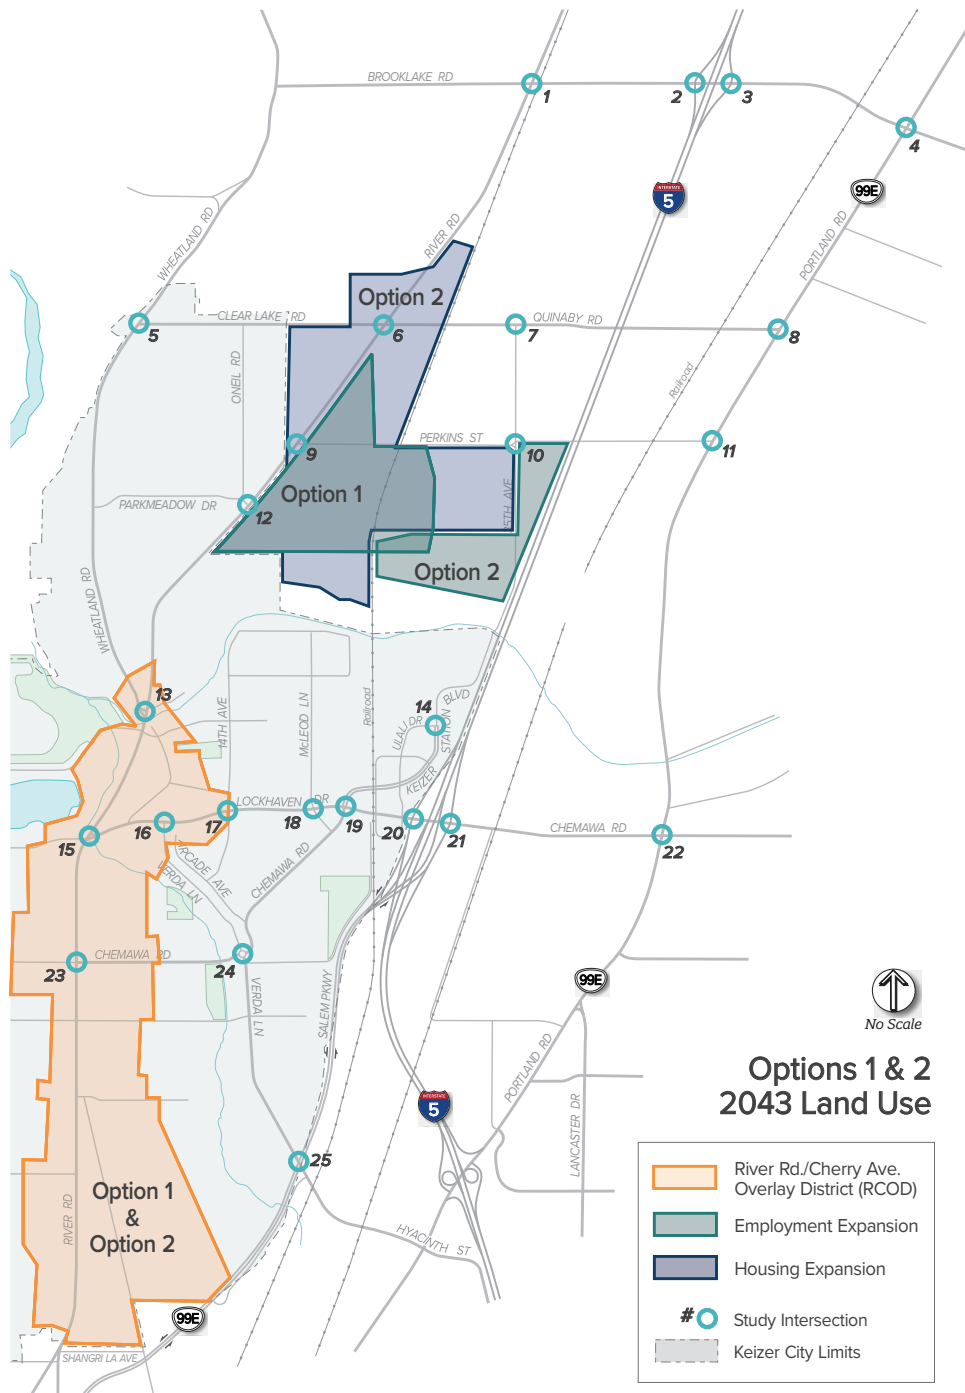 BROOKLAKE RD
1
2
3
4
INTERSTATE
5
99E
WHEATLAND RD
RIVER RD
PORTLAND RD
Option 2
CLEAR LAKE RD
QUINABY RD
5
6
7
8
ONEIL RD
Railroad
PERKINS ST
9
10
11
Option 1
PARKMEADOW DR
12
35TH AVE
Option 2
WHEATLAND RD
13
14TH AVE
McLEOD LN
Railroad
14
ULALI DR
KEIZER STATION BLVD
LOCKHAVEN DR
15
16
17
18
19
20
21
CHEMAWA RD
22
ARCADE AVE
VERDA LN
CHEMAWA RD
CHEMAWA RD
23
24
VERDA LN
SALEM PKWY
99E
No Scale
PORTLAND RD
Options 1 & 2
2043 Land Use
INTERSTATE
5
LANCASTER DR
25
Option 1
&
Option 2
RIVER RD
HYACINTH ST
99E
SHANGRI LA AVE
River Rd./Cherry Ave.
Overlay District (RCOD)
Employment Expansion
Housing Expansion
# Study Intersection
Keizer City Limits